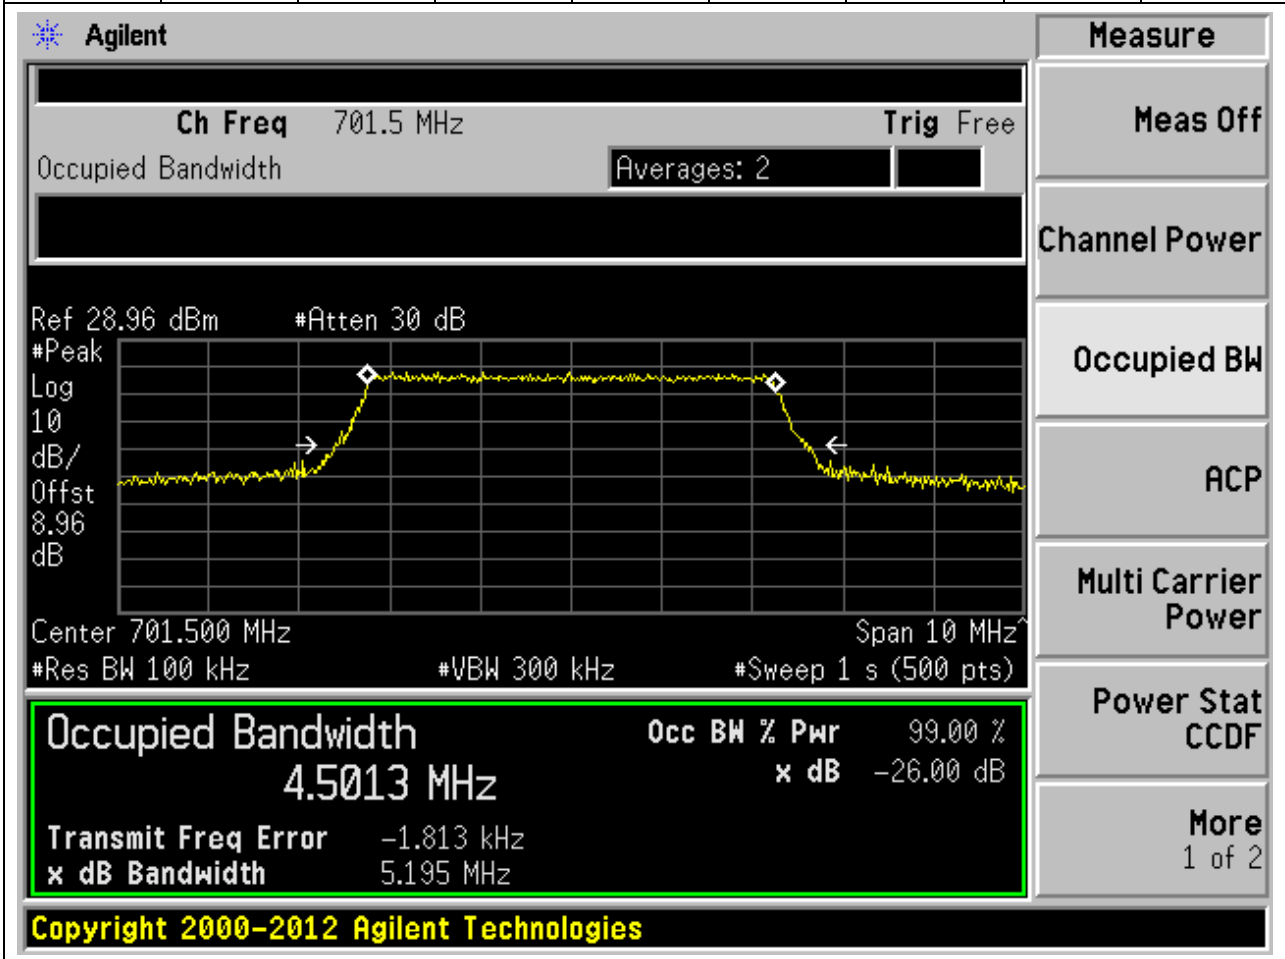 Agilent
Measure
Ch Freq 701.5 MHz Trig Free
Occupied Bandwidth Averages: 2
Meas Off
Channel Power
Occupied BW
ACP
Multi Carrier
Power
Power Stat
CCDF
More
1 of 2
Ref 28.96 dBm #Atten 30 dB
#Peak
Log
10
dB/
Offst
8.96
dB
Center 701.500 MHz Span 10 MHz^
#Res BW 100 kHz #VBW 300 kHz #Sweep 1 s (500 pts)
Occupied Bandwidth Occ BW % Pwr 99.00 %
4.5013 MHz x dB -26.00 dB
Transmit Freq Error -1.813 kHz
x dB Bandwidth 5.195 MHz
Copyright 2000-2012 Agilent Technologies